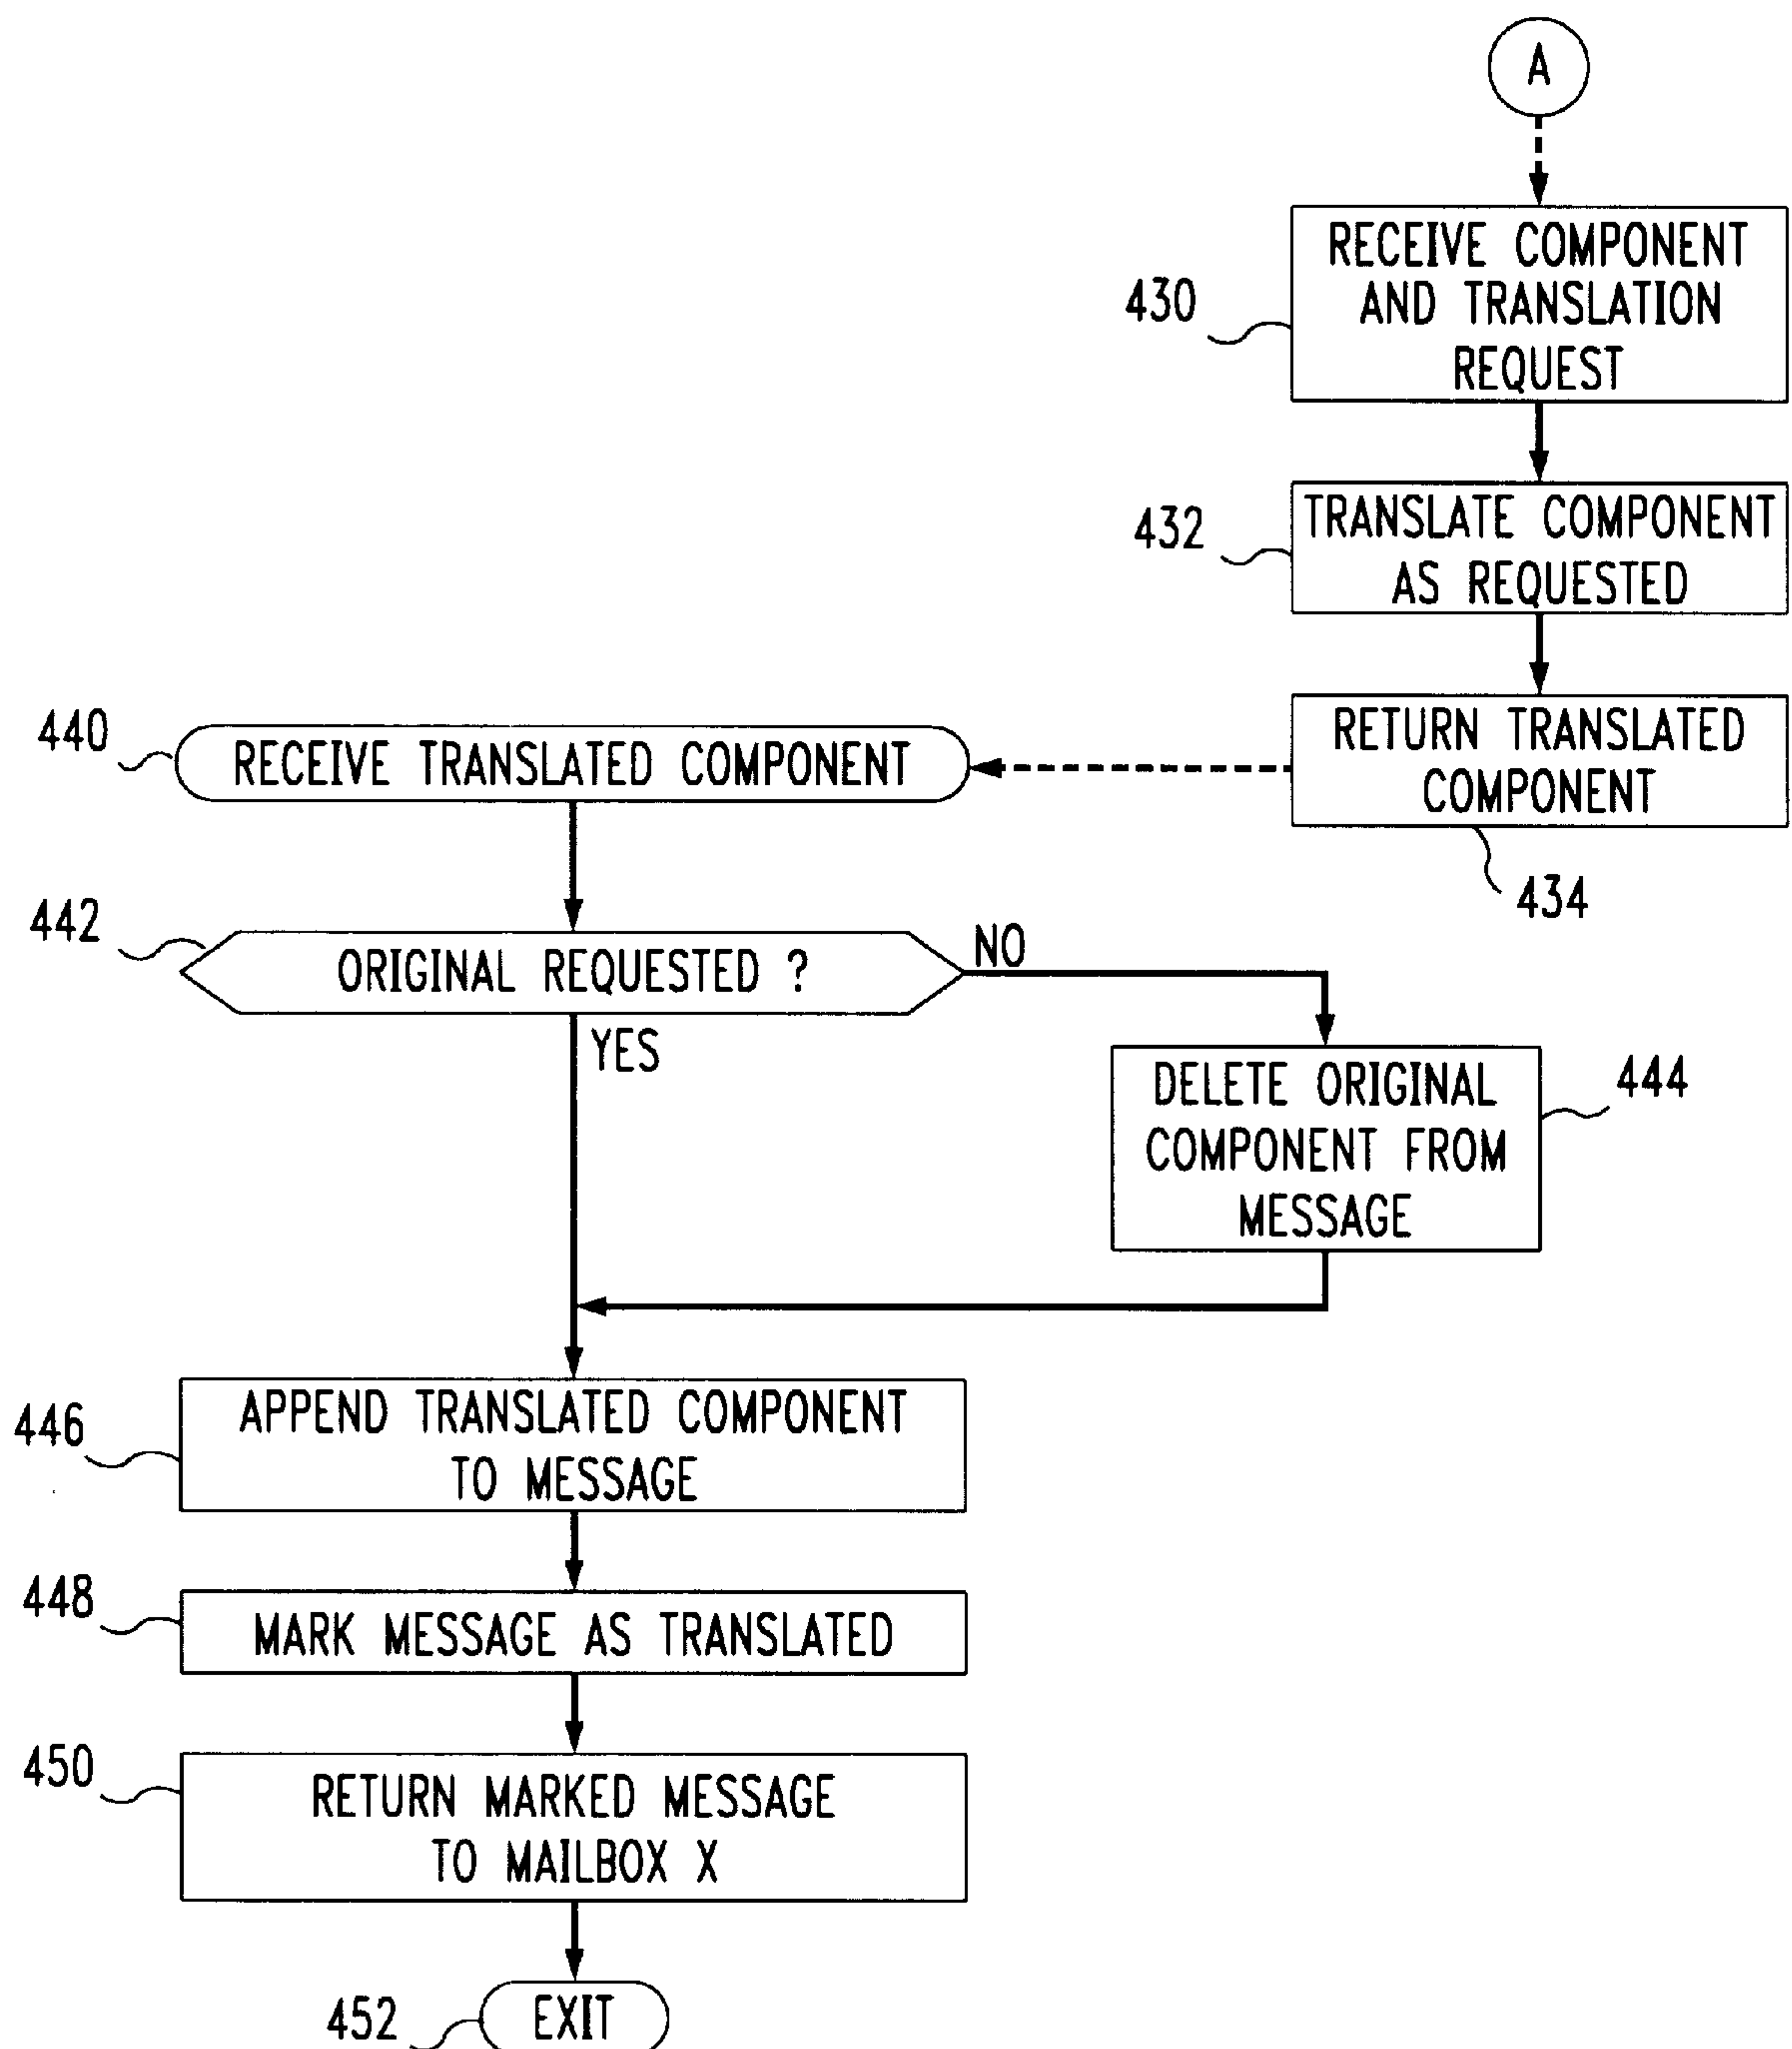 A
RECEIVE COMPONENT
AND TRANSLATION
REQUEST
430
TRANSLATE COMPONENT
AS REQUESTED
432
RETURN TRANSLATED
COMPONENT
434
440
RECEIVE TRANSLATED COMPONENT
442
ORIGINAL REQUESTED ?
NO
YES
DELETE ORIGINAL
COMPONENT FROM
MESSAGE
444
446
APPEND TRANSLATED COMPONENT
TO MESSAGE
448
MARK MESSAGE AS TRANSLATED
450
RETURN MARKED MESSAGE
TO MAILBOX X
452
EXIT